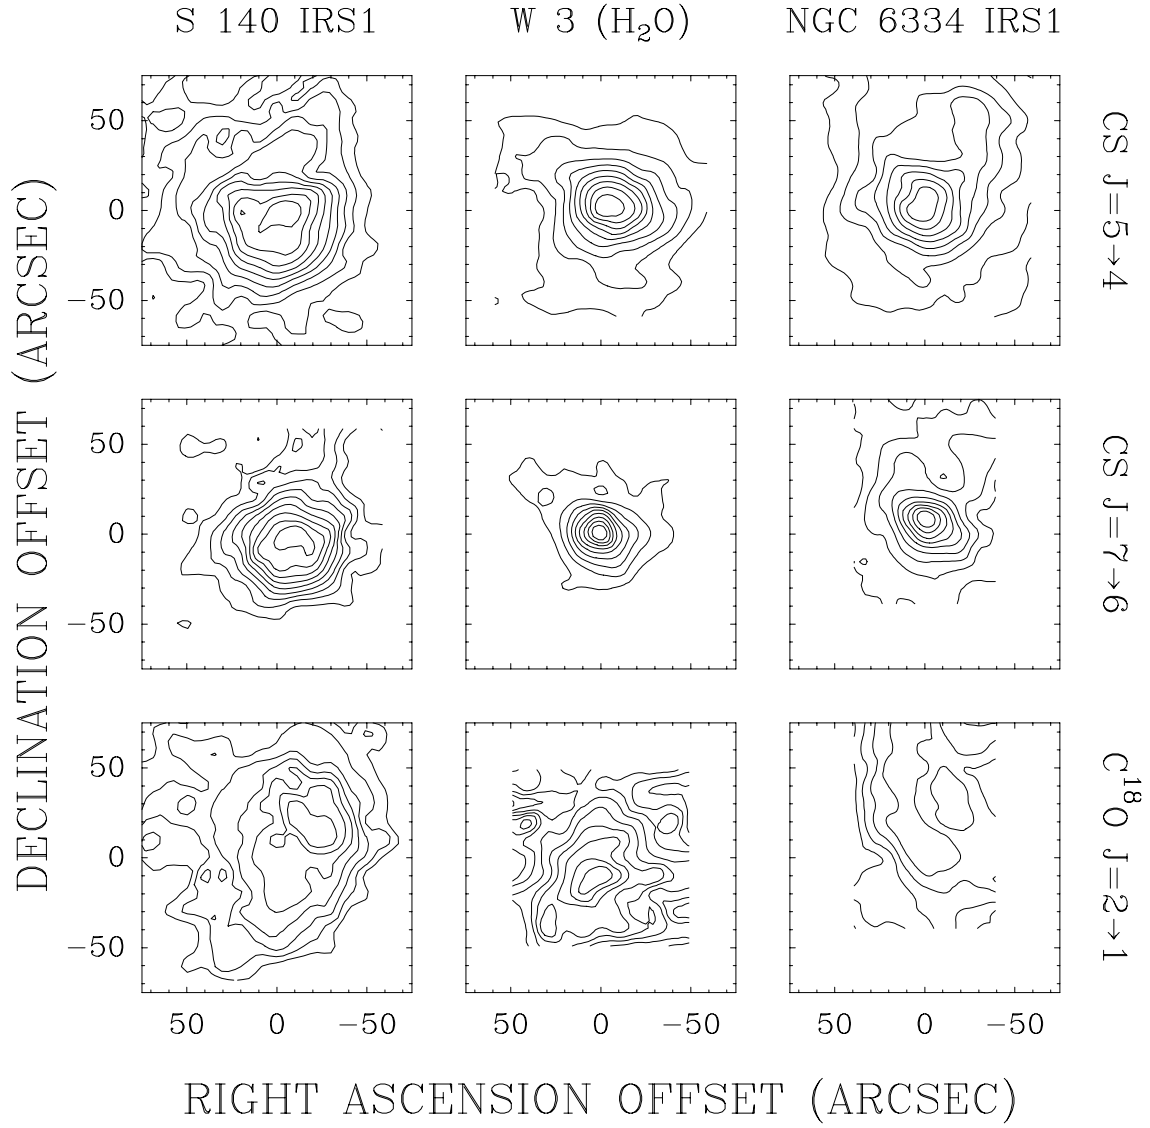 S 140 IRS1 W 3 (H₂O) NGC 6334 IRS1
50
0
−50
CS J=5→4
50
0
−50
CS J=7→6
50
0
−50
C¹⁸O J=2→1
DECLINATION OFFSET (ARCSEC)
50 0 −50 50 0 −50 50 0 −50
RIGHT ASCENSION OFFSET (ARCSEC)